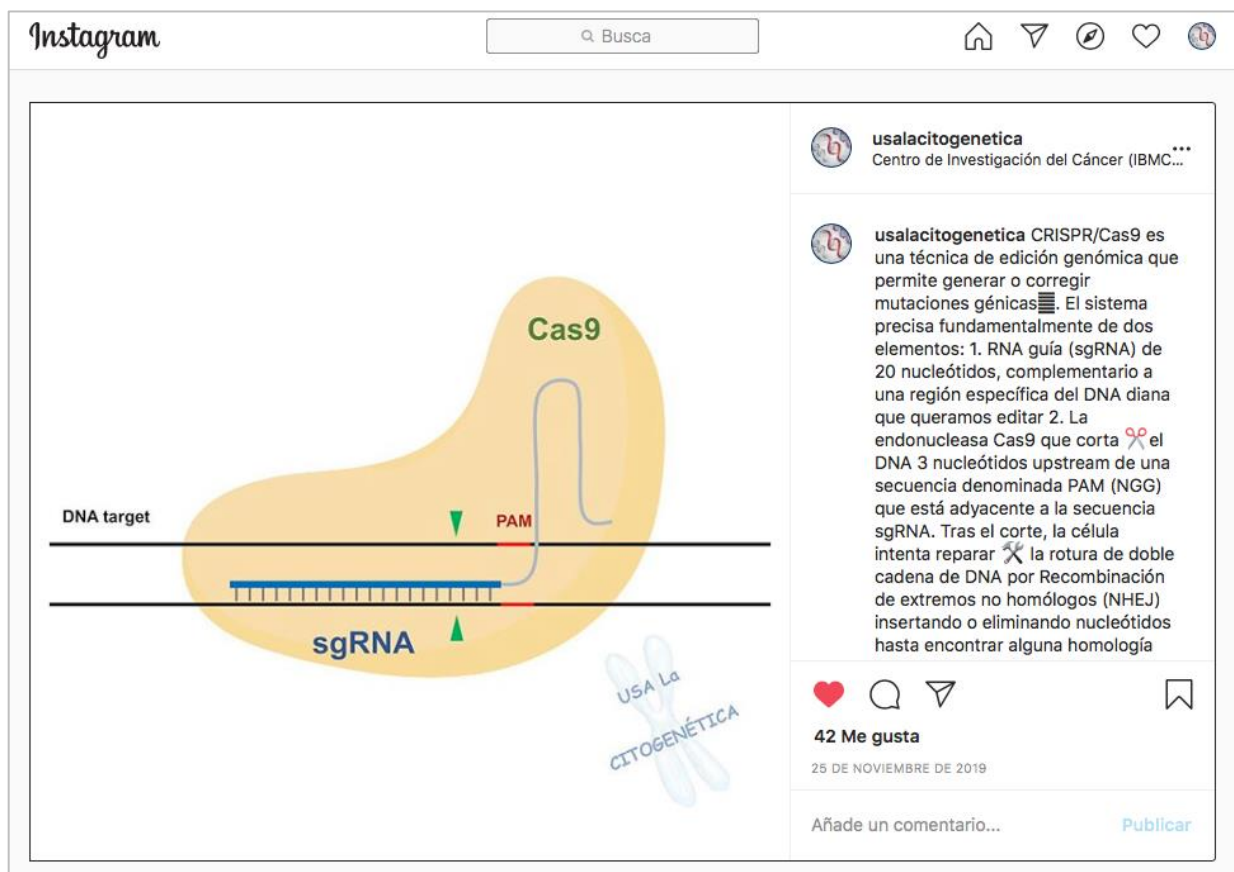 Instagram
Busca
usalacitogenetica
Centro de Investigación del Cáncer (IBMC...
...
usalacitogenetica CRISPR/Cas9 es
una técnica de edición genómica que
permite generar o corregir
mutaciones génicas. El sistema
precisa fundamentalmente de dos
elementos: 1. RNA guía (sgRNA) de
20 nucleótidos, complementario a
una región específica del DNA diana
que queramos editar 2. La
endonucleasa Cas9 que corta ✂️el
DNA 3 nucleótidos upstream de una
secuencia denominada PAM (NGG)
que está adyacente a la secuencia
sgRNA. Tras el corte, la célula
intenta reparar 🛠 la rotura de doble
cadena de DNA por Recombinación
de extremos no homólogos (NHEJ)
insertando o eliminando nucleótidos
hasta encontrar alguna homología
42 Me gusta
25 DE NOVIEMBRE DE 2019
Añade un comentario...
Publicar
Cas9
DNA target
PAM
sgRNA
USA La
CITOGENÉTICA